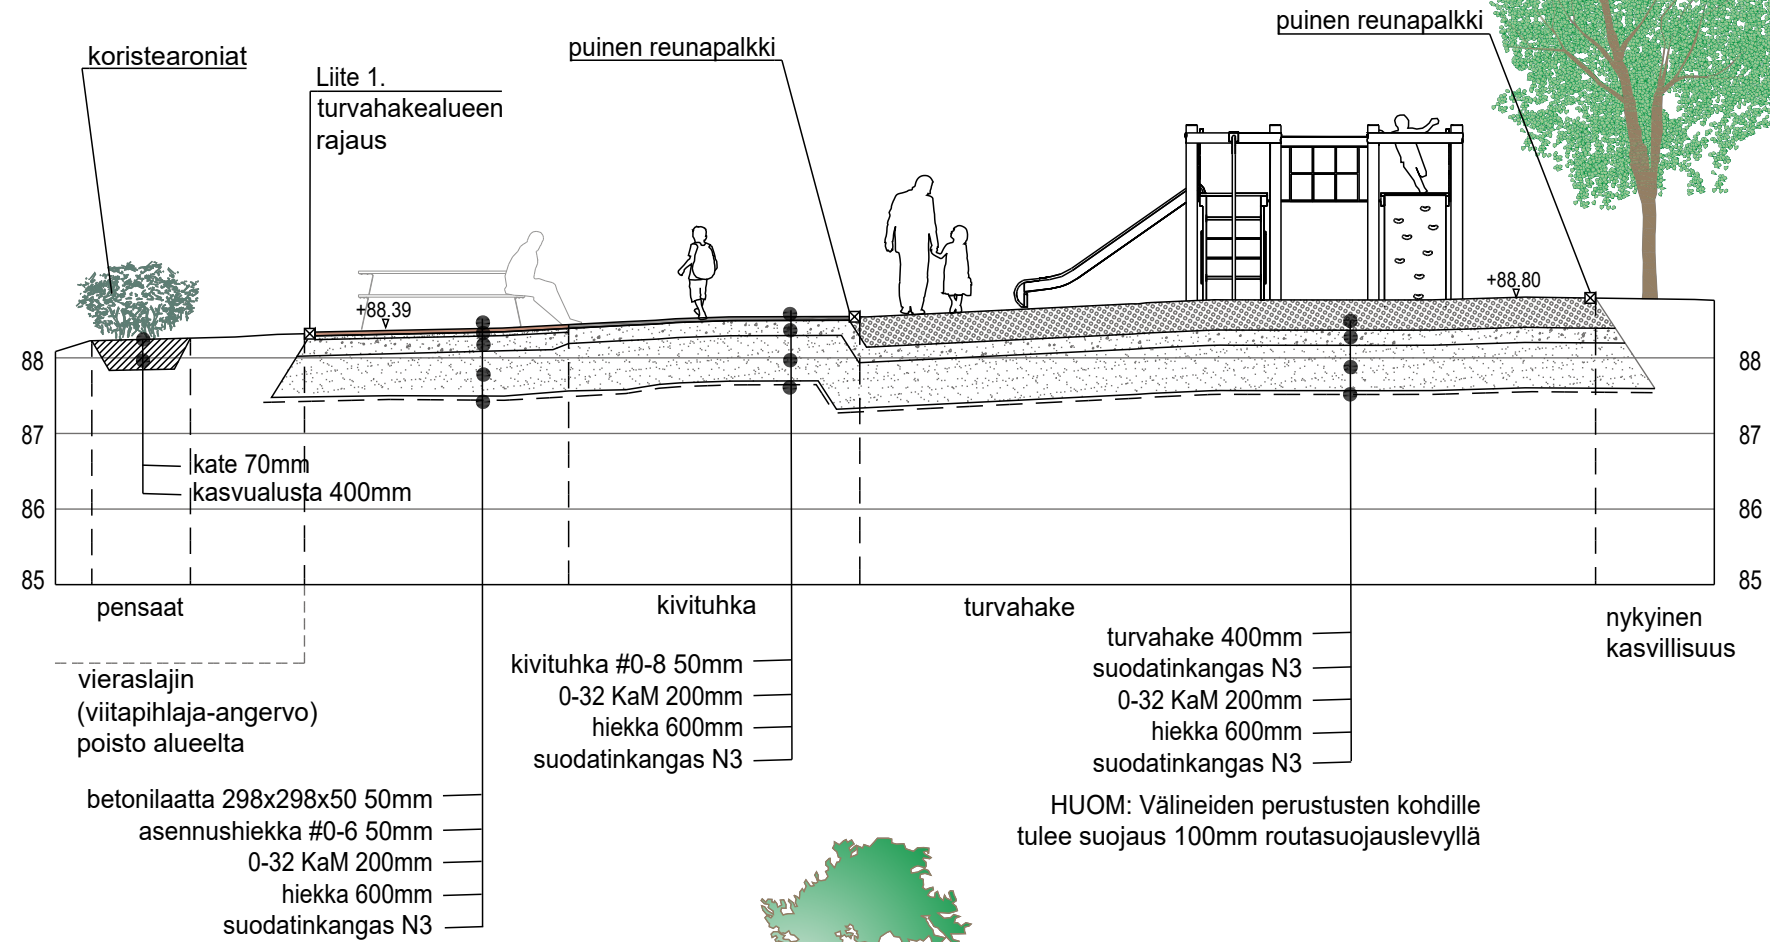 koristearoniat
Liite 1.
turvahakealueen
rajaus
puinen reunapalkki
puinen reunapalkki
+88.39
+88.80
88
87
86
85
88
87
86
85
kate 70mm
kasvualusta 400mm
pensaat
kivituhka
turvahake
nykyinen
kasvillisuus
vieraslajin
(viitapihlaja-angervo)
poisto alueelta
betonilaatta 298x298x50 50mm
asennushiekka #0-6 50mm
0-32 KaM 200mm
hiekka 600mm
suodatinkangas N3
kivituhka #0-8 50mm
0-32 KaM 200mm
hiekka 600mm
suodatinkangas N3
turvahake 400mm
suodatinkangas N3
0-32 KaM 200mm
hiekka 600mm
suodatinkangas N3
HUOM: Välineiden perustusten kohdille
tulee suojaus 100mm routasuojauslevyllä